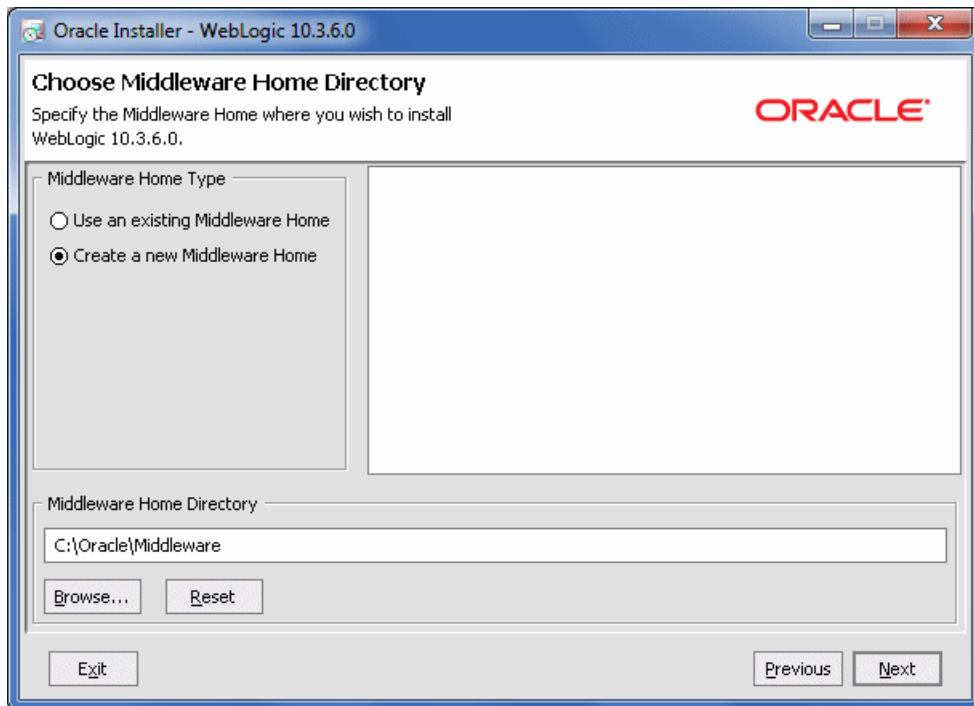 Oracle Installer - WebLogic 10.3.6.0
Choose Middleware Home Directory
Specify the Middleware Home where you wish to install
WebLogic 10.3.6.0.
ORACLE
Middleware Home Type
Use an existing Middleware Home
Create a new Middleware Home
Middleware Home Directory
C:\Oracle\Middleware
Browse... Reset
Exit Previous Next